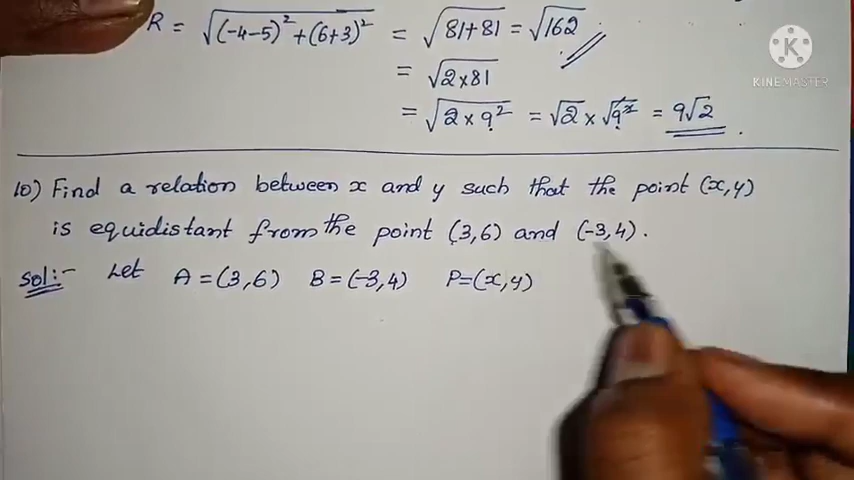 R = √(-4-5)² + (6+3)² = √81+81 = √162
= √2×81
= √2×9² = √2 × √9² = 9√2
10) Find a relation between x and y such that the point (x,y)
is equidistant from the point (3,6) and (-3,4).
Sol:- Let A = (3,6) B = (-3,4) P = (x,y)
K
KINEMASTER